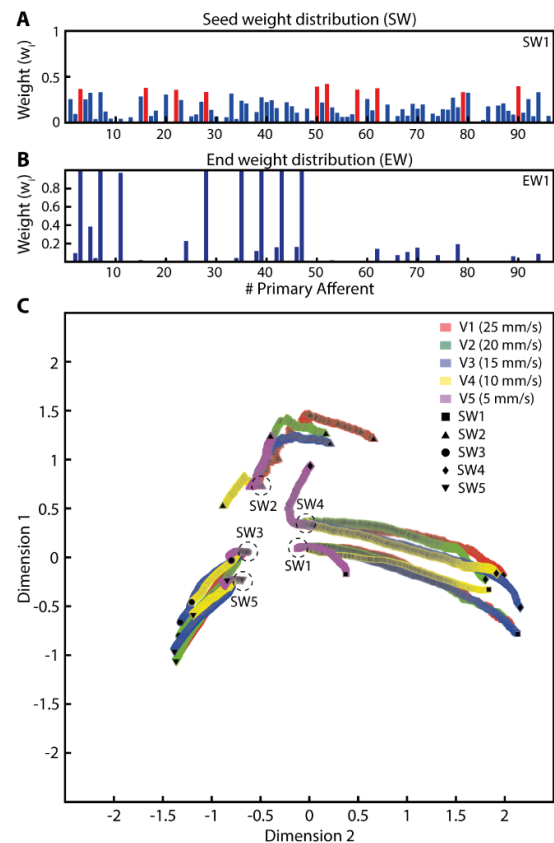 A
Seed weight distribution (SW)
Weight (wi)
1
0.5
0
SW1
10 20 30 40 50 60 70 80 90
B
End weight distribution (EW)
Weight (wi)
0.8
0.6
0.4
0.2
EW1
10 20 30 40 50 60 70 80 90
# Primary Afferent
C
V1 (25 mm/s)
V2 (20 mm/s)
V3 (15 mm/s)
V4 (10 mm/s)
V5 (5 mm/s)
SW1
SW2
SW3
SW4
SW5
2
1.5
1
0.5
0
-0.5
-1
-1.5
-2
Dimension 1
SW2
SW4
SW3
SW1
SW5
-2 -1.5 -1 -0.5 0 0.5 1 1.5 2
Dimension 2